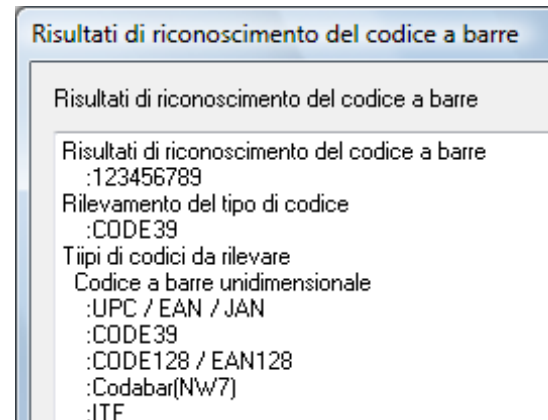 Risultati di riconoscimento del codice a barre
Risultati di riconoscimento del codice a barre
Risultati di riconoscimento del codice a barre
:123456789
Rilevamento del tipo di codice
:CODE39
Tiipi di codici da rilevare
Codice a barre unidimensionale
:UPC / EAN / JAN
:CODE39
:CODE128 / EAN128
:Codabar(NW7)
:ITF